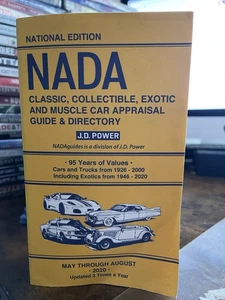 NATIONAL EDITION
NADA
CLASSIC, COLLECTIBLE, EXOTIC
AND MUSCLE CAR APPRAISAL
GUIDE & DIRECTORY
J.D. POWER
NADAguides is a division of J.D. Power
• 95 Years of Values •
Cars and Trucks from 1926 - 2000
Including Exotics from 1946 - 2020
MAY THROUGH AUGUST
• 2020 •
Updated 3 Times a Year